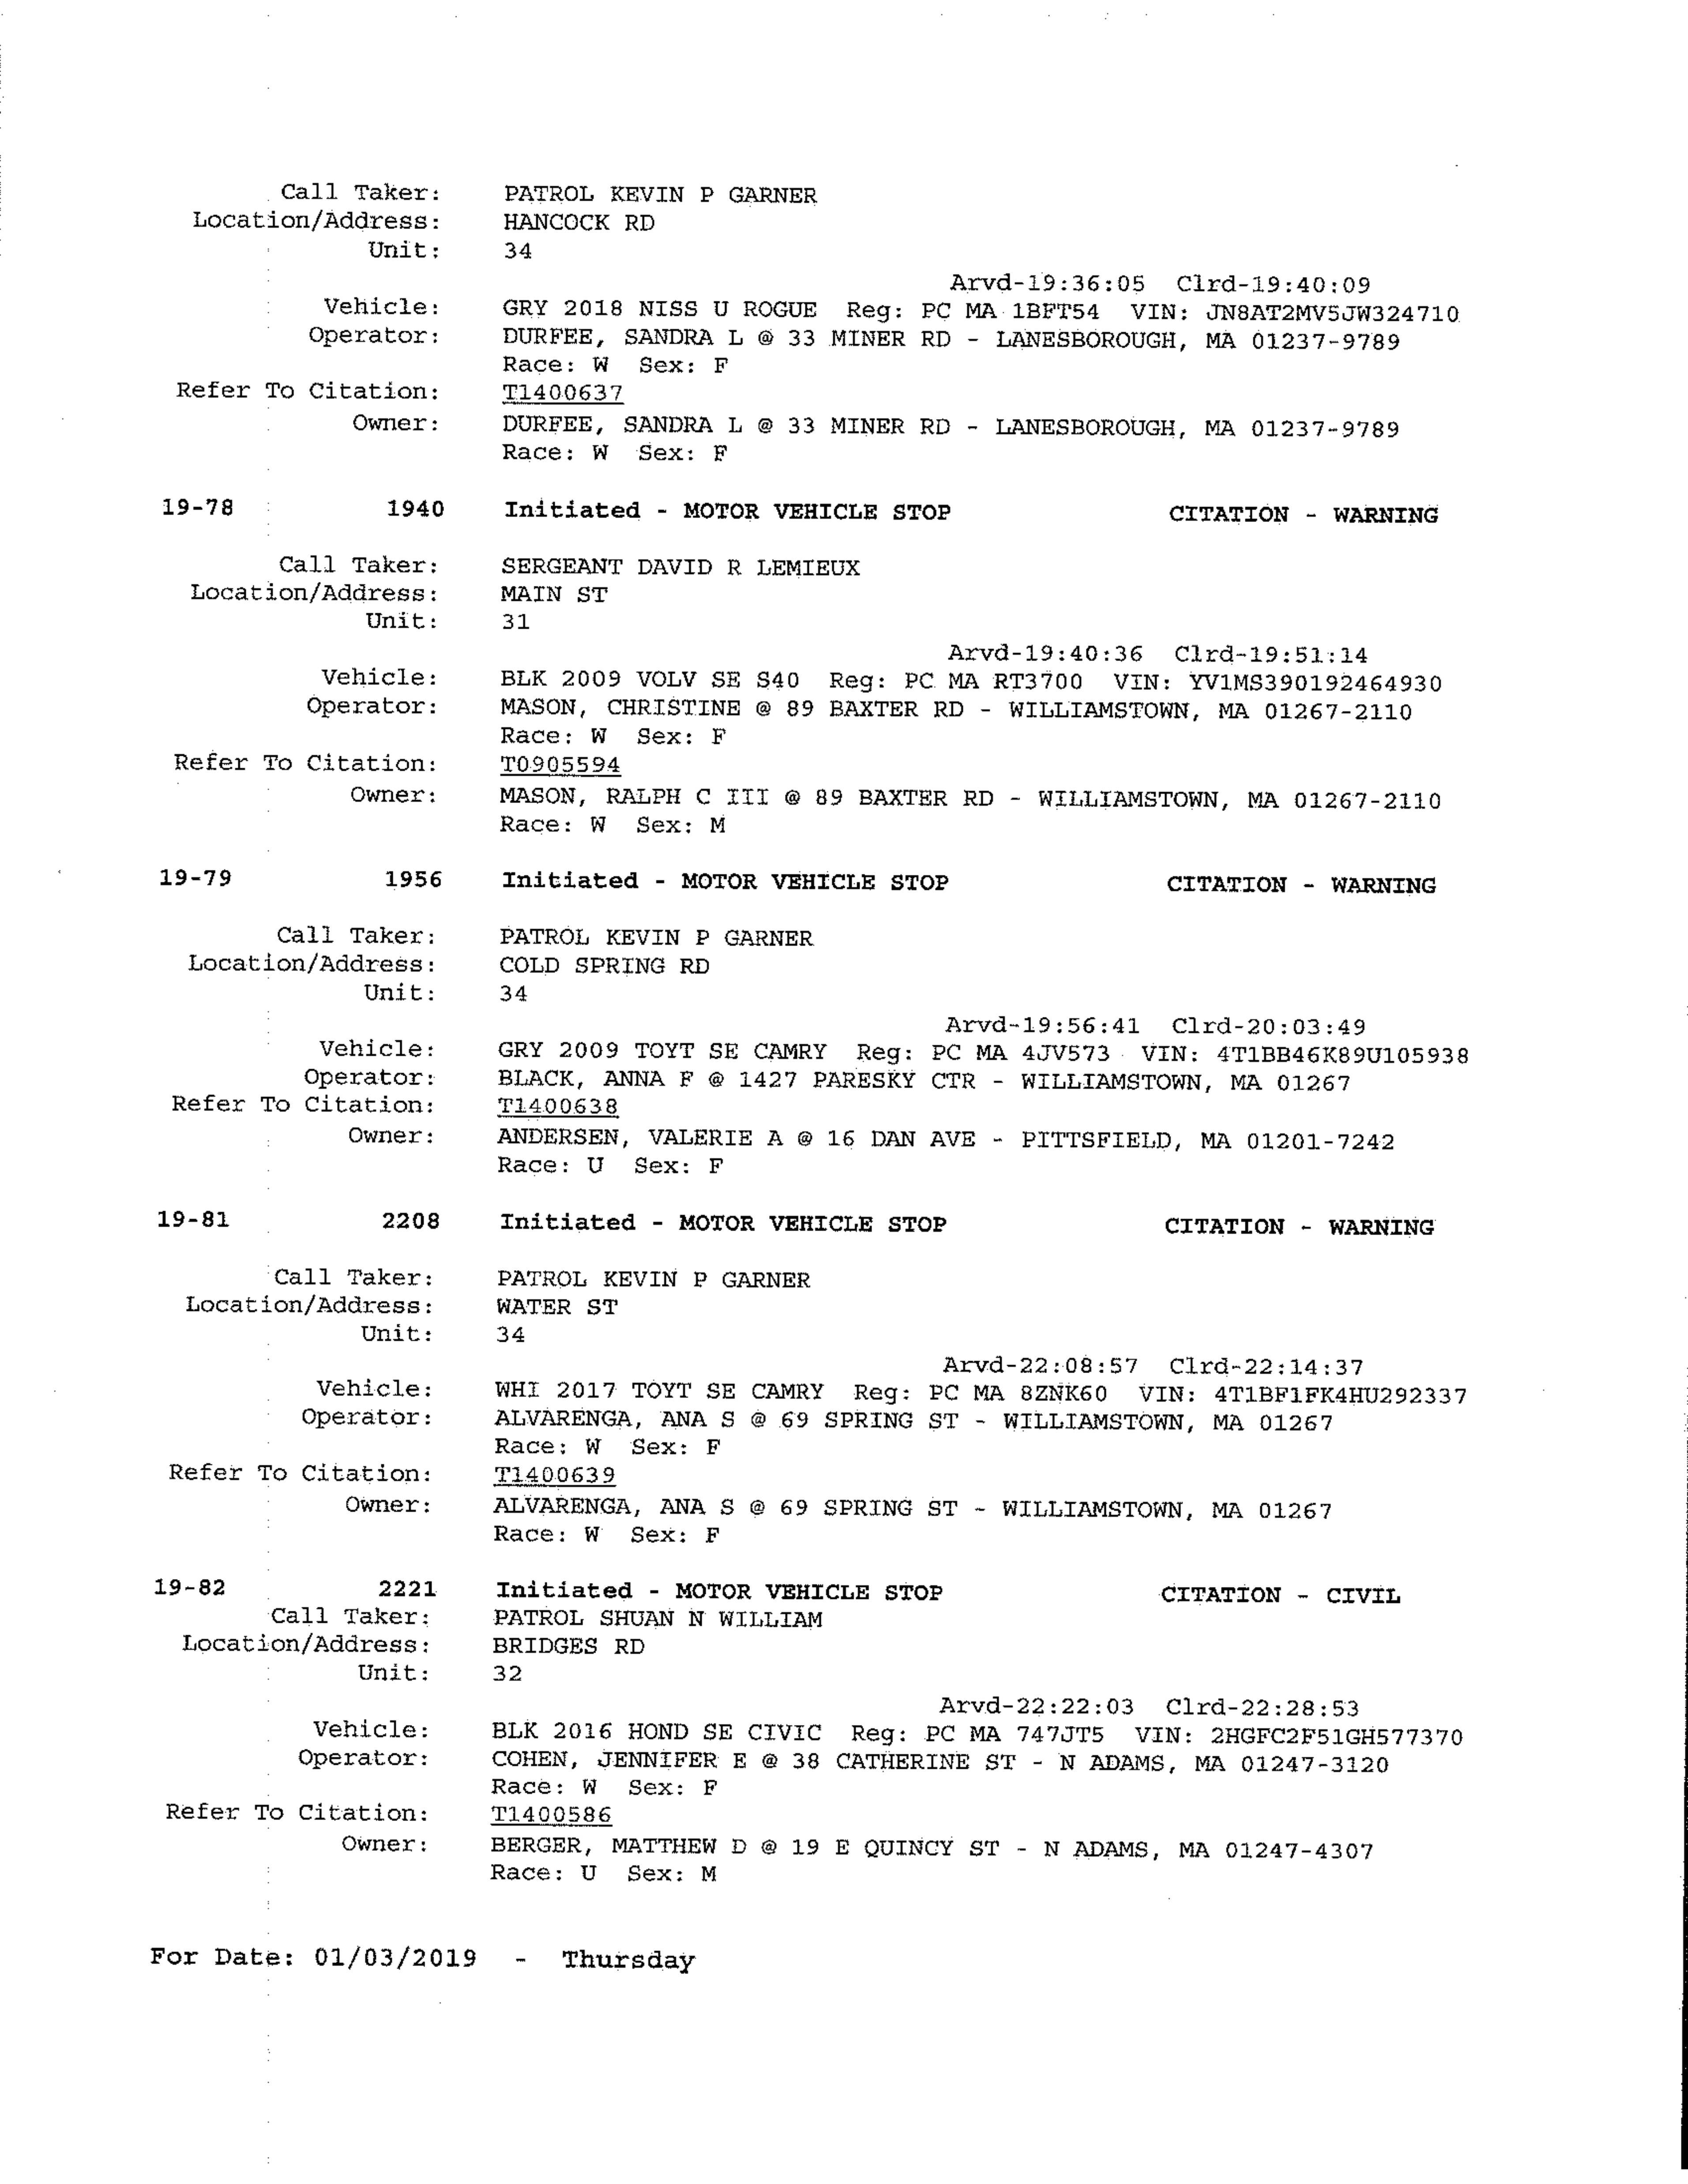 Call Taker: PATROL KEVIN P GARNER
Location/Address: HANCOCK RD
Unit: 34
Arvd-19:36:05 Clrd-19:40:09
Vehicle: GRY 2018 NISS U ROGUE Reg: PC MA 1BFT54 VIN: JN8AT2MV5JW324710
Operator: DURFEE, SANDRA L @ 33 MINER RD - LANESBOROUGH, MA 01237-9789
Race: W Sex: F
Refer To Citation: T1400637
Owner: DURFEE, SANDRA L @ 33 MINER RD - LANESBOROUGH, MA 01237-9789
Race: W Sex: F
19-78 1940 Initiated - MOTOR VEHICLE STOP CITATION - WARNING
Call Taker: SERGEANT DAVID R LEMIEUX
Location/Address: MAIN ST
Unit: 31
Arvd-19:40:36 Clrd-19:51:14
Vehicle: BLK 2009 VOLV SE S40 Reg: PC MA RT3700 VIN: YV1MS390192464930
Operator: MASON, CHRISTINE @ 89 BAXTER RD - WILLIAMSTOWN, MA 01267-2110
Race: W Sex: F
Refer To Citation: T0905594
Owner: MASON, RALPH C III @ 89 BAXTER RD - WILLIAMSTOWN, MA 01267-2110
Race: W Sex: M
19-79 1956 Initiated - MOTOR VEHICLE STOP CITATION - WARNING
Call Taker: PATROL KEVIN P GARNER
Location/Address: COLD SPRING RD
Unit: 34
Arvd-19:56:41 Clrd-20:03:49
Vehicle: GRY 2009 TOYT SE CAMRY Reg: PC MA 4JV573 VIN: 4T1BB46K89U105938
Operator: BLACK, ANNA F @ 1427 PARESKY CTR - WILLIAMSTOWN, MA 01267
Refer To Citation: T1400638
Owner: ANDERSEN, VALERIE A @ 16 DAN AVE - PITTSFIELD, MA 01201-7242
Race: U Sex: F
19-81 2208 Initiated - MOTOR VEHICLE STOP CITATION - WARNING
Call Taker: PATROL KEVIN P GARNER
Location/Address: WATER ST
Unit: 34
Arvd-22:08:57 Clrd-22:14:37
Vehicle: WHI 2017 TOYT SE CAMRY Reg: PC MA 8ZNK60 VIN: 4T1BF1FK4HU292337
Operator: ALVARENGA, ANA S @ 69 SPRING ST - WILLIAMSTOWN, MA 01267
Race: W Sex: F
Refer To Citation: T1400639
Owner: ALVARENGA, ANA S @ 69 SPRING ST - WILLIAMSTOWN, MA 01267
Race: W Sex: F
19-82 2221 Initiated - MOTOR VEHICLE STOP CITATION - CIVIL
Call Taker: PATROL SHUAN N WILLIAM
Location/Address: BRIDGES RD
Unit: 32
Arvd-22:22:03 Clrd-22:28:53
Vehicle: BLK 2016 HOND SE CIVIC Reg: PC MA 747JT5 VIN: 2HGFC2F51GH577370
Operator: COHEN, JENNIFER E @ 38 CATHERINE ST - N ADAMS, MA 01247-3120
Race: W Sex: F
Refer To Citation: T1400586
Owner: BERGER, MATTHEW D @ 19 E QUINCY ST - N ADAMS, MA 01247-4307
Race: U Sex: M
For Date: 01/03/2019 - Thursday